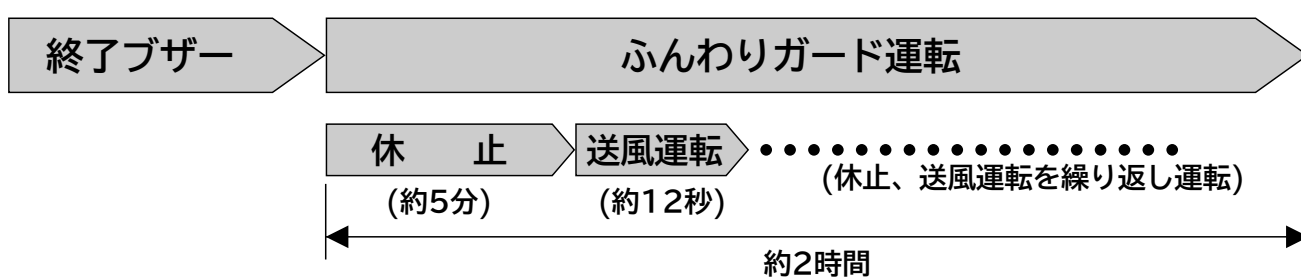 終了ブザー
ふんわりガード運転
休　止
送風運転
(約5分)
(約12秒)
(休止、送風運転を繰り返し運転)
約2時間